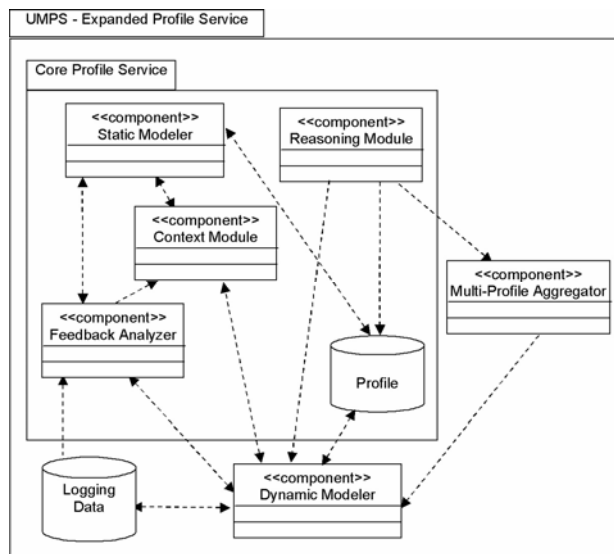 UMPS - Expanded Profile Service
Core Profile Service
<<component>>
Static Modeler
<<component>>
Reasoning Module
<<component>>
Context Module
<<component>>
Multi-Profile Aggregator
<<component>>
Feedback Analyzer
Profile
<<component>>
Dynamic Modeler
Logging
Data